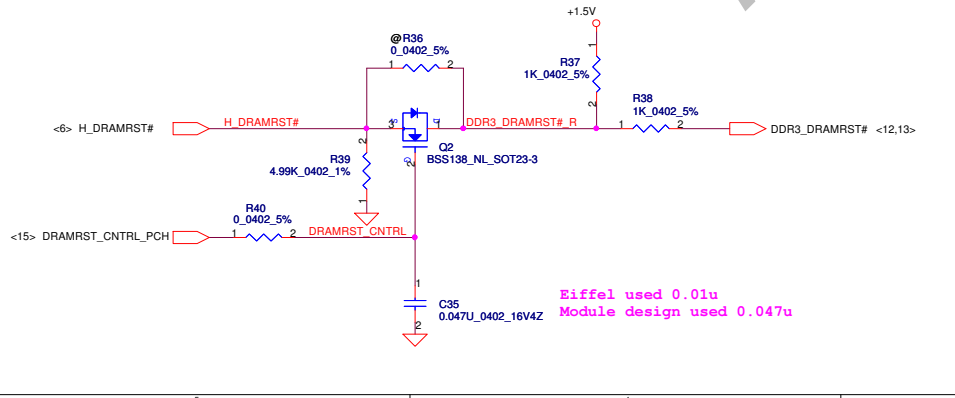 +1.5V
@R36
0_0402_5%
1
2
1
R37
1K_0402_5%
2
R38
1K_0402_5%
<6> H_DRAMRST#
H_DRAMRST#
3
S
D
1
DDR3_DRAMRST#_R
1
2
DDR3_DRAMRST# <12,13>
Q2
BSS138_NL_SOT23-3
G
2
2
R39
4.99K_0402_1%
1
R40
0_0402_5%
<15> DRAMRST_CNTRL_PCH
1
2
DRAMRST_CNTRL
1
C35
0.047U_0402_16V4Z
2
Eiffel used 0.01u
Module design used 0.047u